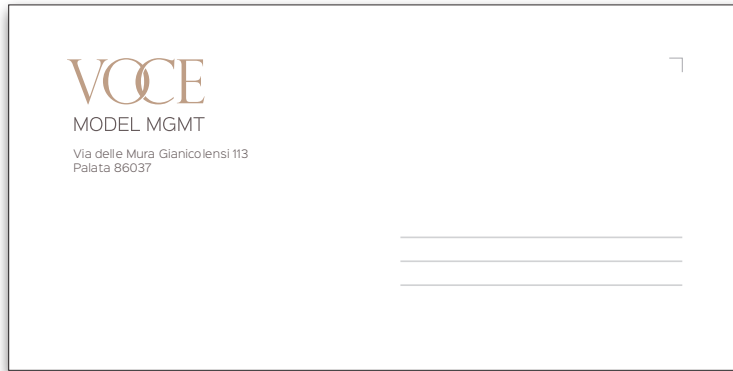 VOCE
MODEL MGMT
Via delle Mura Gianicolensi 113
Palata 86037